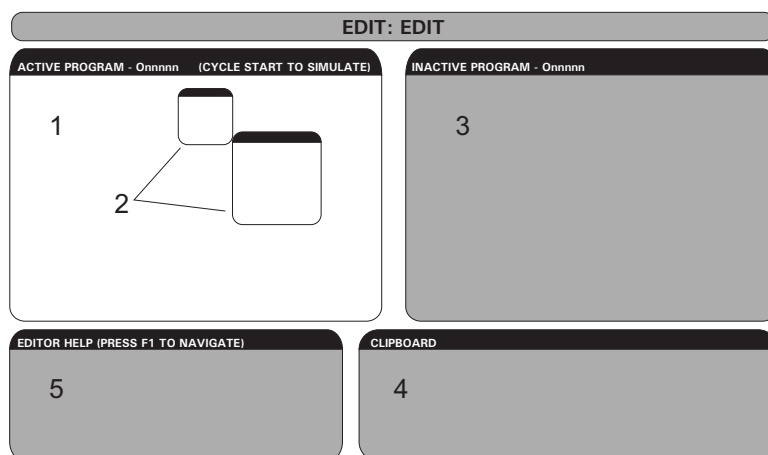 EDIT: EDIT
ACTIVE PROGRAM - Onnnnn (CYCLE START TO SIMULATE)
INACTIVE PROGRAM - Onnnnn
1
3
2
EDITOR HELP (PRESS F1 TO NAVIGATE)
CLIPBOARD
5
4